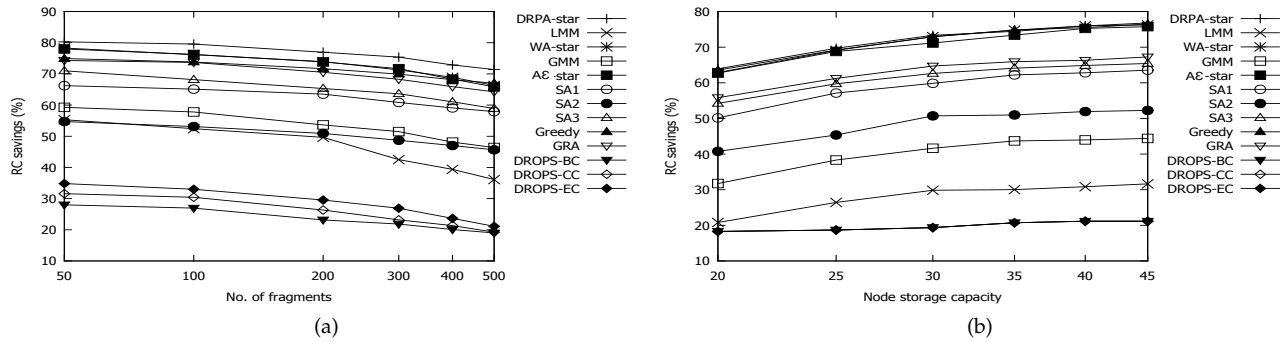 RC savings (%)
90
80
70
60
50
40
30
20
10
50
100
200
300
400
500
No. of fragments
DRPA-star
LMM
WA-star
GMM
Aε-star
SA1
SA2
SA3
Greedy
GRA
DROPS-BC
DROPS-CC
DROPS-EC
(a)
RC savings (%)
80
70
60
50
40
30
20
10
20
25
30
35
40
45
Node storage capacity
DRPA-star
LMM
WA-star
GMM
Aε-star
SA1
SA2
SA3
Greedy
GRA
DROPS-BC
DROPS-CC
DROPS-EC
(b)